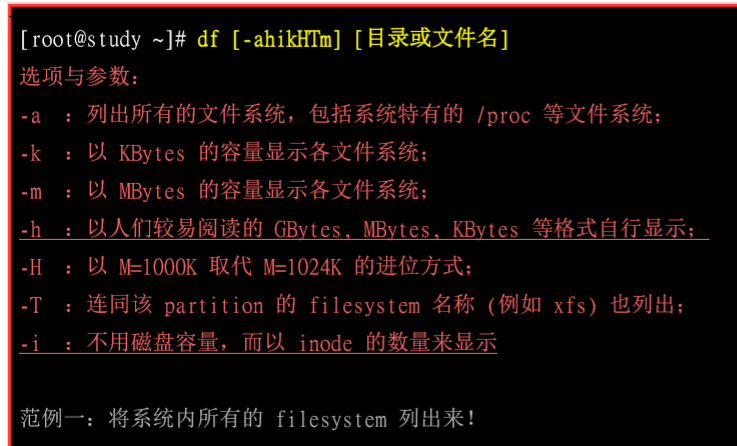 [root@study ~]# df [-ahikHTm] [目录或文件名]
选项与参数：
-a ：列出所有的文件系统，包括系统特有的 /proc 等文件系统；
-k ：以 KBytes 的容量显示各文件系统；
-m ：以 MBytes 的容量显示各文件系统；
-h ：以人们较易阅读的 GBytes, MBytes, KBytes 等格式自行显示；
-H ：以 M=1000K 取代 M=1024K 的进位方式；
-T ：连同该 partition 的 filesystem 名称 (例如 xfs) 也列出；
-i ：不用磁盘容量，而以 inode 的数量来显示
范例一：将系统内所有的 filesystem 列出来！